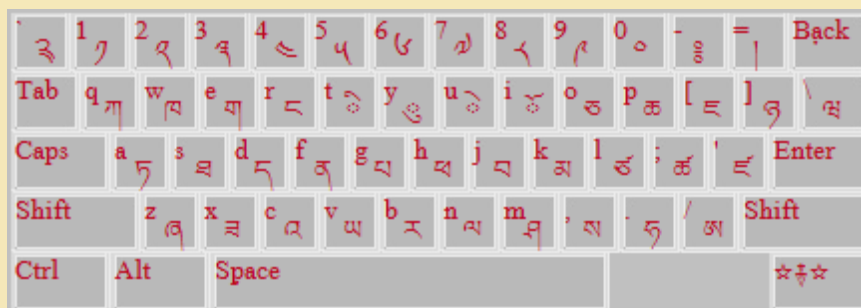 ` 1 ༡ 2 ༢ 3 ༣ 4 ༤ 5 ༥ 6 ༦ 7 ༧ 8 ༨ 9 ༩ 0 ༠ - ༔ = ། Back
Tab q ཀ w ཁ e ག r ང t ི y ུ u ེ i ོ o ཅ p ཆ [ ཇ ] ཉ \ ཝ
Caps a ཏ s ཐ d ད f ན g པ h ཕ j བ k མ l ཙ ; ཚ ' ཛ Enter
Shift z ཞ x ཟ c འ v ཡ b ར n ལ m ཤ , ས . ཧ / ཨ Shift
Ctrl Alt Space